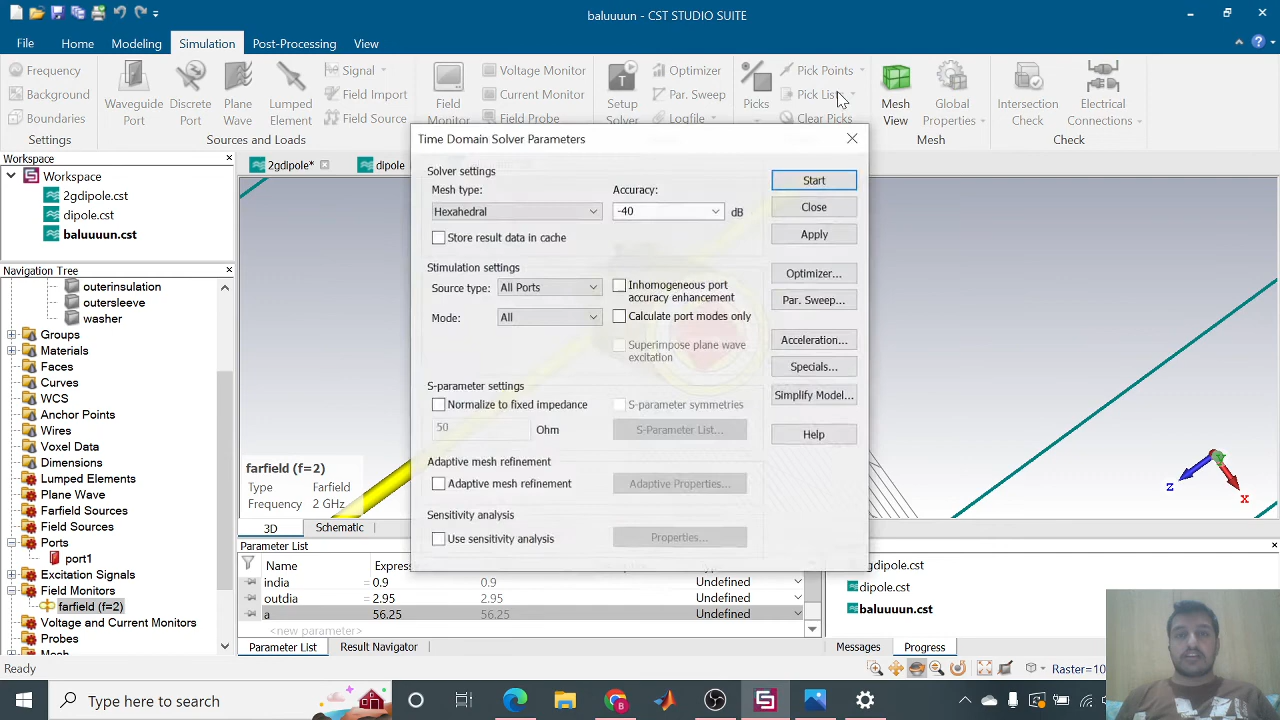 baluuuun - CST STUDIO SUITE
File Home Modeling Simulation Post-Processing View
Frequency
Background
Boundaries
Settings
Waveguide Port
Discrete Port
Plane Wave
Lumped Element
Signal
Field Import
Field Source
Sources and Loads
Field Monitor
Voltage Monitor
Current Monitor
Field Probe
Setup Solver
Optimizer
Par. Sweep
Logfile
Picks
Pick Points
Pick Lis
Clear Picks
Mesh View
Global Properties
Mesh
Intersection Check
Electrical Connections
Check
Workspace
Workspace
2gdipole.cst
dipole.cst
baluuuun.cst
2gdipole*
dipole
Navigation Tree
outerinsulation
outersleeve
washer
Groups
Materials
Faces
Curves
WCS
Anchor Points
Wires
Voxel Data
Dimensions
Lumped Elements
Plane Wave
Farfield Sources
Field Sources
Ports
port1
Excitation Signals
Field Monitors
farfield (f=2)
Voltage and Current Monitors
Probes
Mesh
Time Domain Solver Parameters
Solver settings
Mesh type:
Accuracy:
Hexahedral
-40
dB
Store result data in cache
Stimulation settings
Source type:
All Ports
Inhomogeneous port accuracy enhancement
Mode:
All
Calculate port modes only
Superimpose plane wave excitation
S-parameter settings
Normalize to fixed impedance
S-parameter symmetries
50
Ohm
S-Parameter List...
Adaptive mesh refinement
Adaptive mesh refinement
Adaptive Properties...
Sensitivity analysis
Use sensitivity analysis
Properties...
Start
Close
Apply
Optimizer...
Par. Sweep...
Acceleration...
Specials...
Simplify Model...
Help
farfield (f=2)
Type Farfield
Frequency 2 GHz
z
x
3D Schematic
Parameter List
Name Express
india = 0.9 0.9 Undefined
outdia = 2.95 2.95 Undefined
a = 56.25 56.25 Undefined
<new parameter>
Parameter List Result Navigator
gdipole.cst
dipole.cst
baluuuun.cst
Messages Progress
Ready
Raster=10
Type here to search